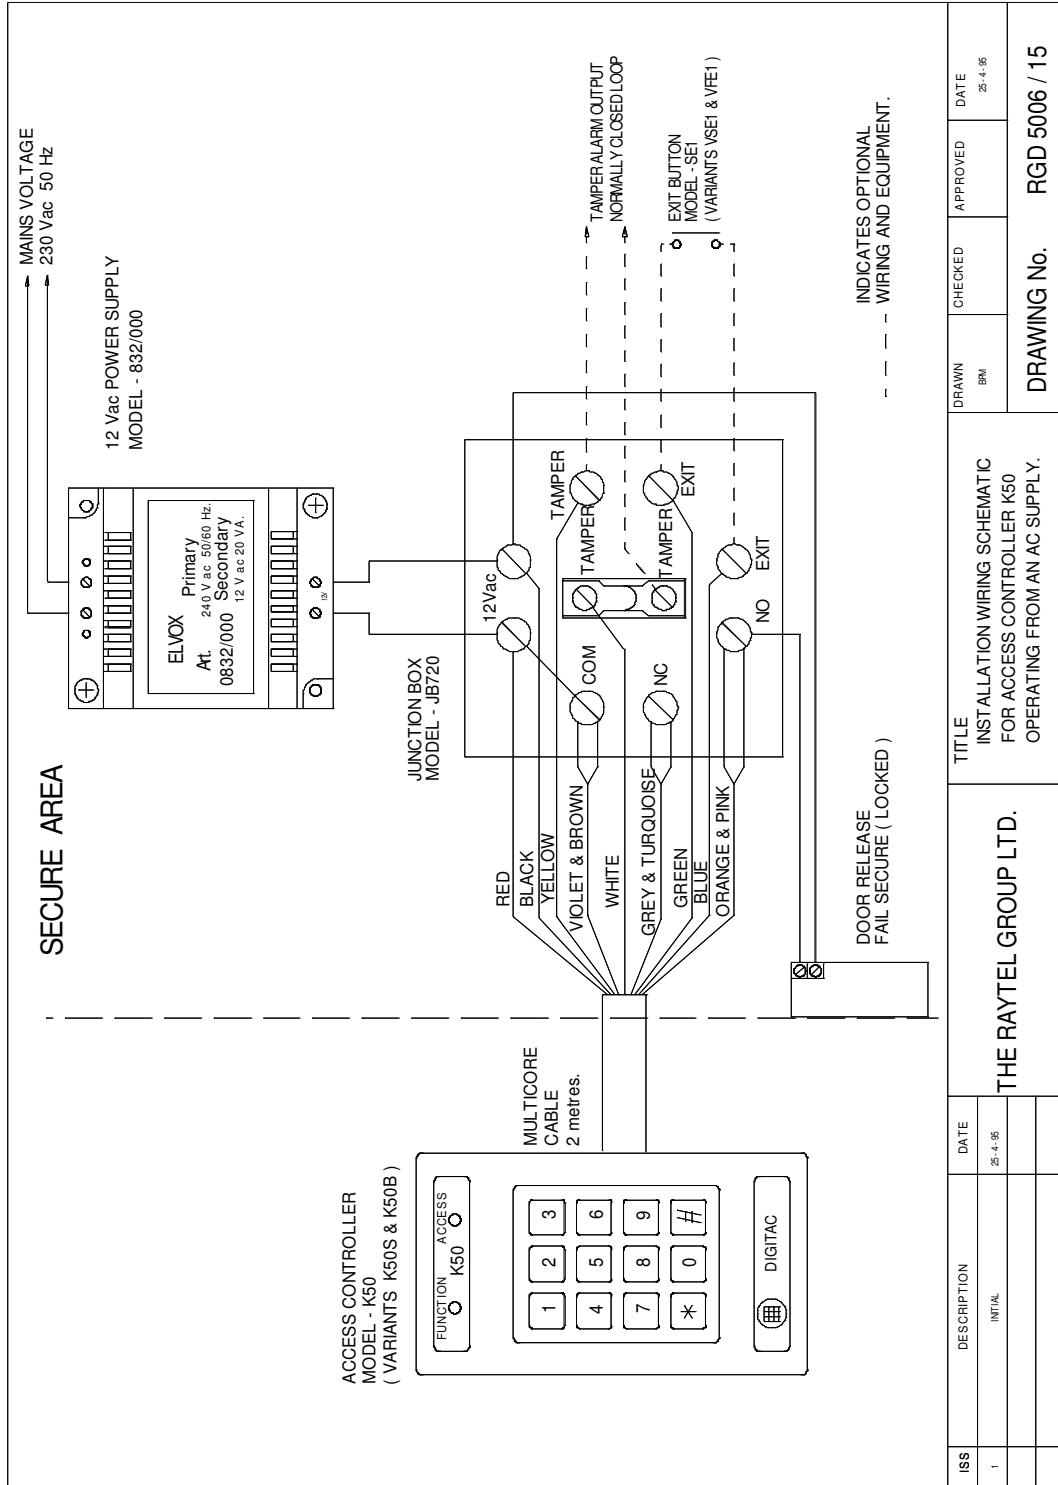 SECURE AREA
MAINS VOLTAGE
230 Vac 50 Hz
12 Vac POWER SUPPLY
MODEL - 832/000
ELVOX
Art.
0832/000
Primary
240 V ac 50/60 Hz.
Secondary
12 V ac 20 VA.
12V
ACCESS CONTROLLER
MODEL - K50
( VARIANTS K50S & K50B )
FUNCTION
ACCESS
K50
1
2
3
4
5
6
7
8
9
*
0
#
DIGITAC
MULTICORE
CABLE
2 metres.
JUNCTION BOX
MODEL - JB720
RED
BLACK
YELLOW
VIOLET & BROWN
WHITE
GREY & TURQUOISE
GREEN
BLUE
ORANGE & PINK
12Vac
COM
NC
NO
TAMPER
TAMPER
TAMPER
EXIT
EXIT
TAMPER ALARM OUTPUT
NORMALLY CLOSED LOOP
EXIT BUTTON
MODEL - SE1
( VARIANTS VSE1 & VFE1 )
DOOR RELEASE
FAIL SECURE ( LOCKED )
INDICATES OPTIONAL
WIRING AND EQUIPMENT.
ISS
DESCRIPTION
DATE
1
INITIAL
25-4-95
THE RAYTEL GROUP LTD.
TITLE
INSTALLATION WIRING SCHEMATIC
FOR ACCESS CONTROLLER K50
OPERATING FROM AN AC SUPPLY.
DRAWN
BPM
CHECKED
APPROVED
DATE
25-4-95
DRAWING No.
RGD 5006 / 15